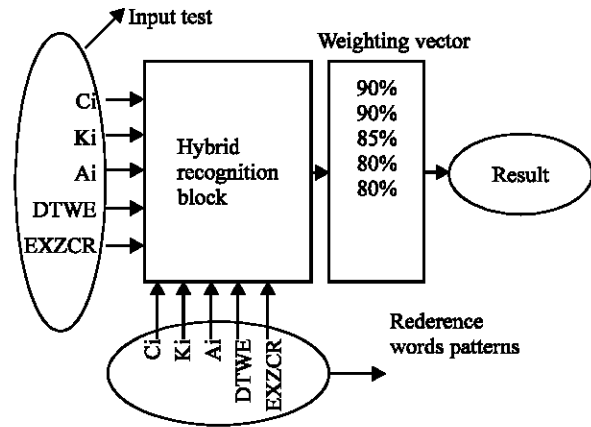 Input test
Weighting vector
Ci
Ki
Ai
DTWE
EXZCR
Hybrid
recognition
block
90%
90%
85%
80%
80%
Result
Ci
Ki
Ai
DTWE
EXZCR
Rederence
words patterns